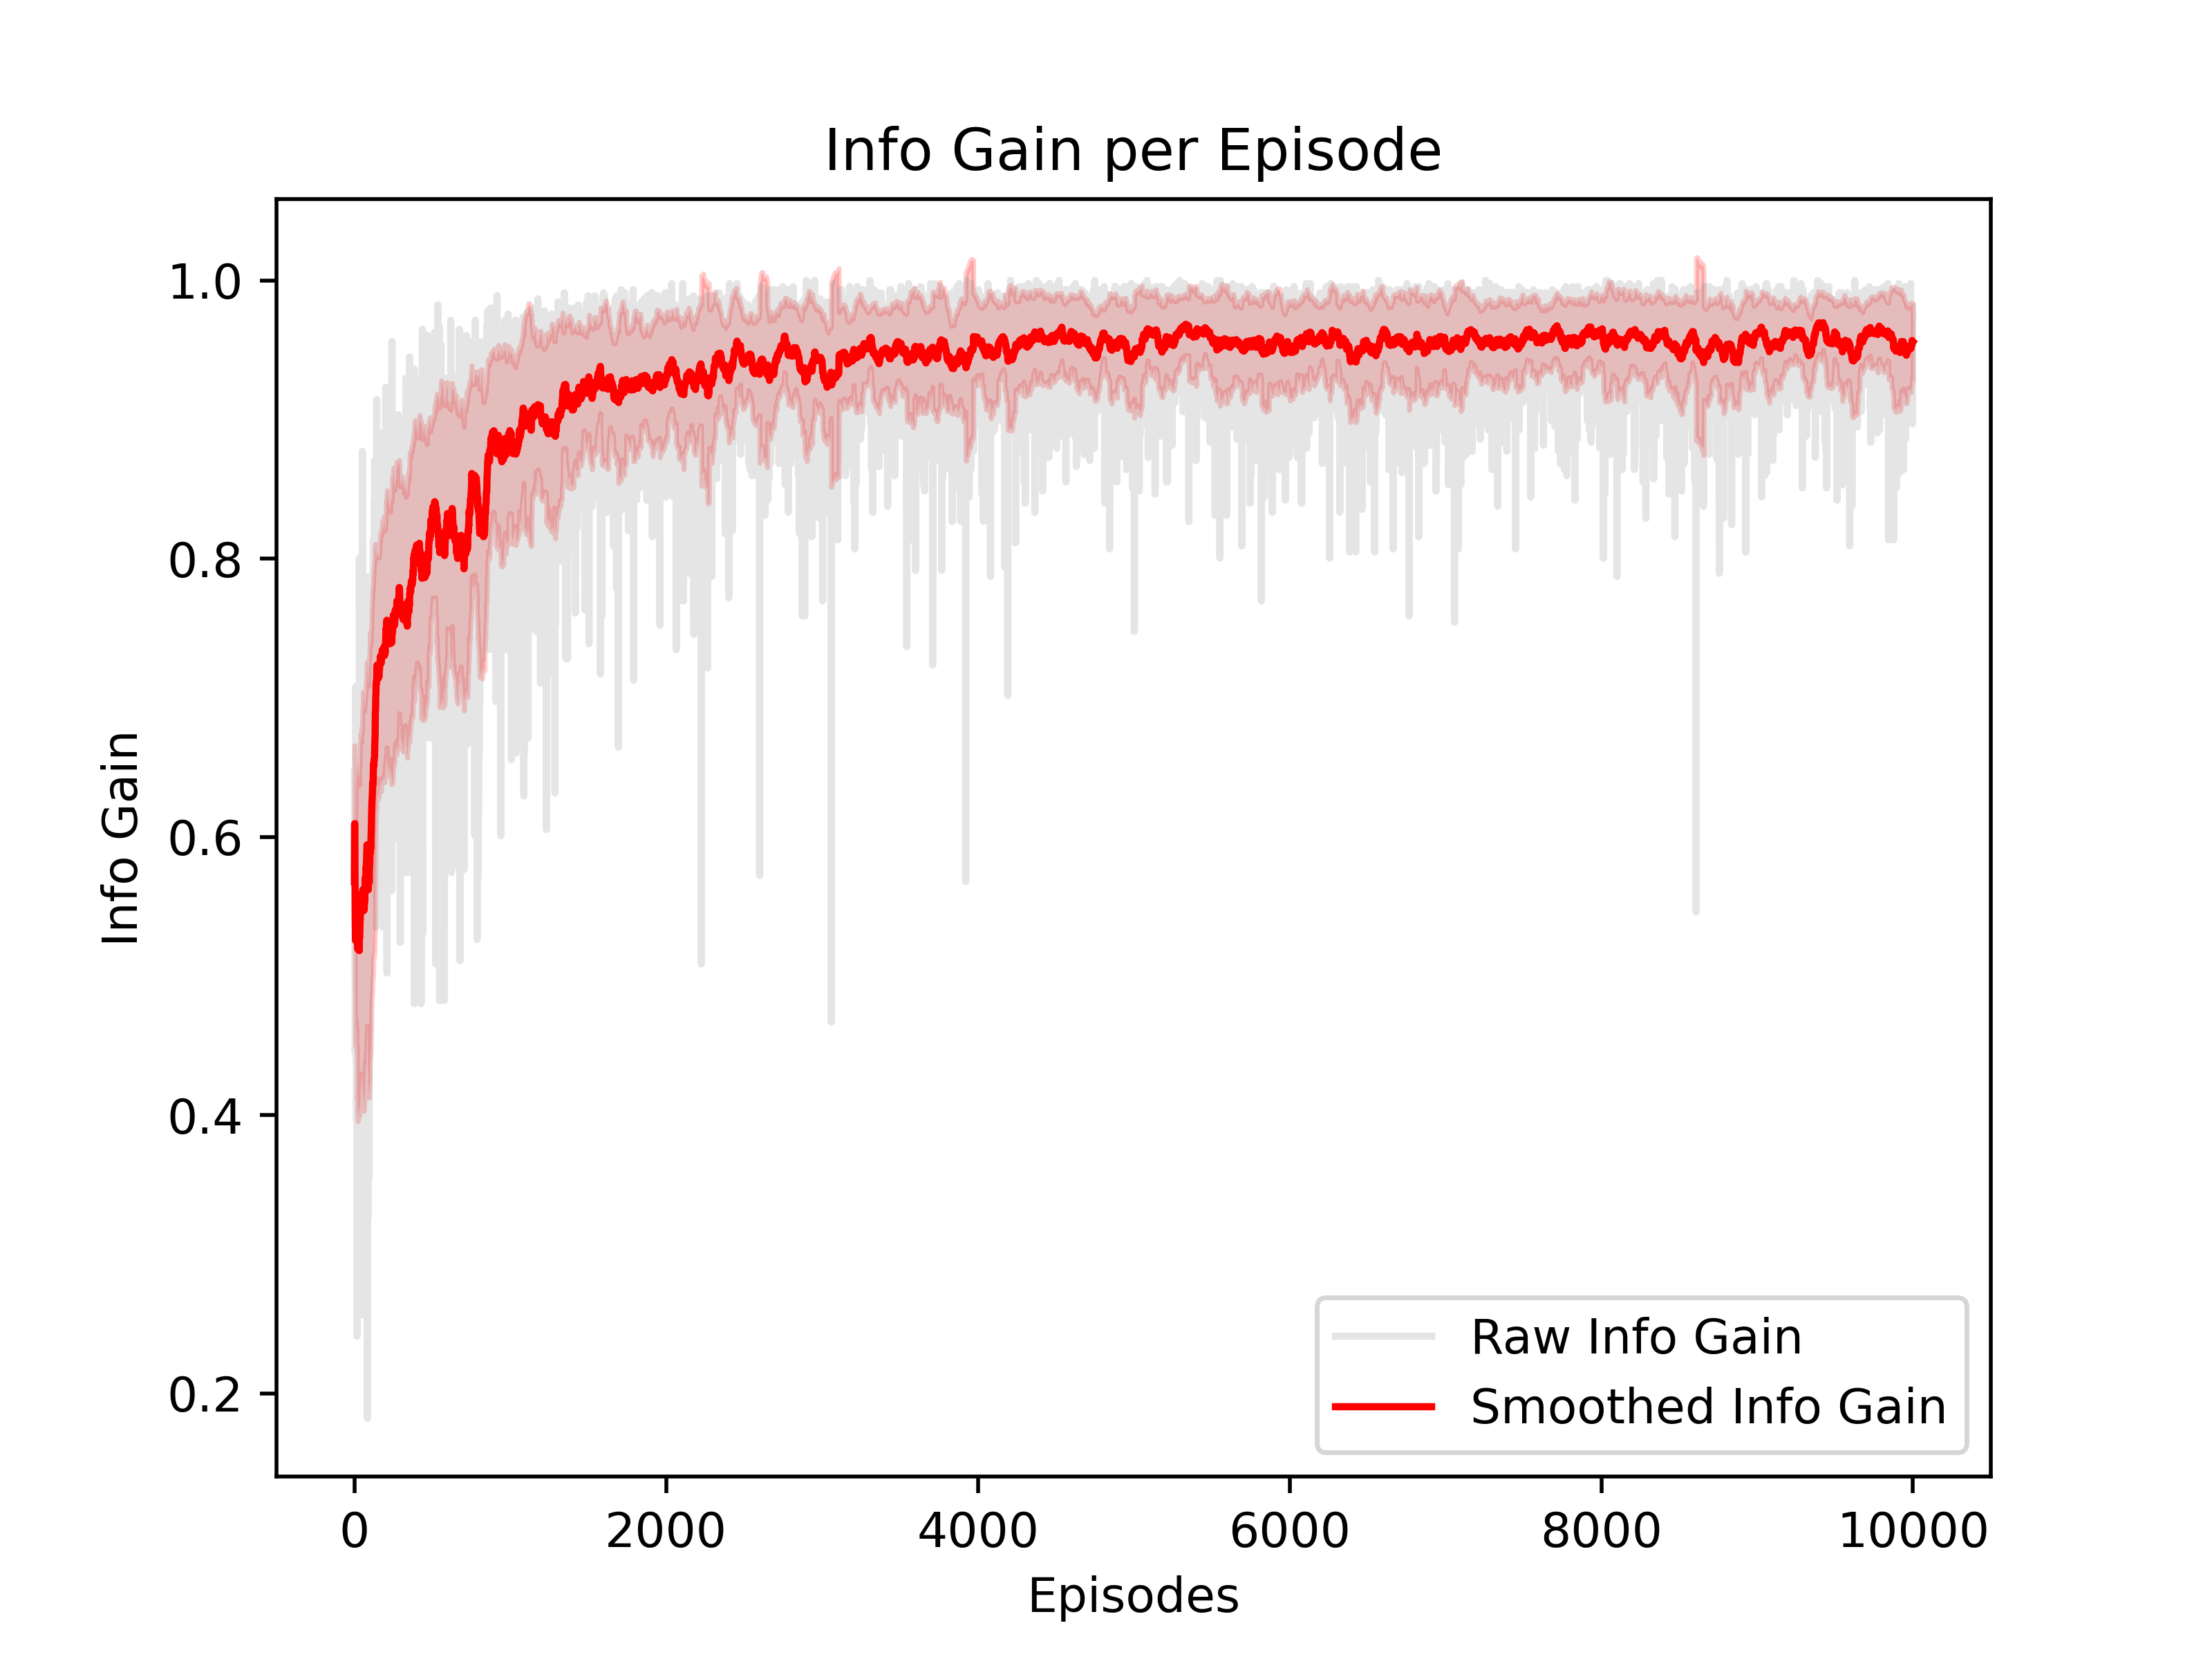 Info Gain per Episode
Info Gain
1.0
0.8
0.6
0.4
0.2
0 2000 4000 6000 8000 10000
Episodes
Raw Info Gain
Smoothed Info Gain